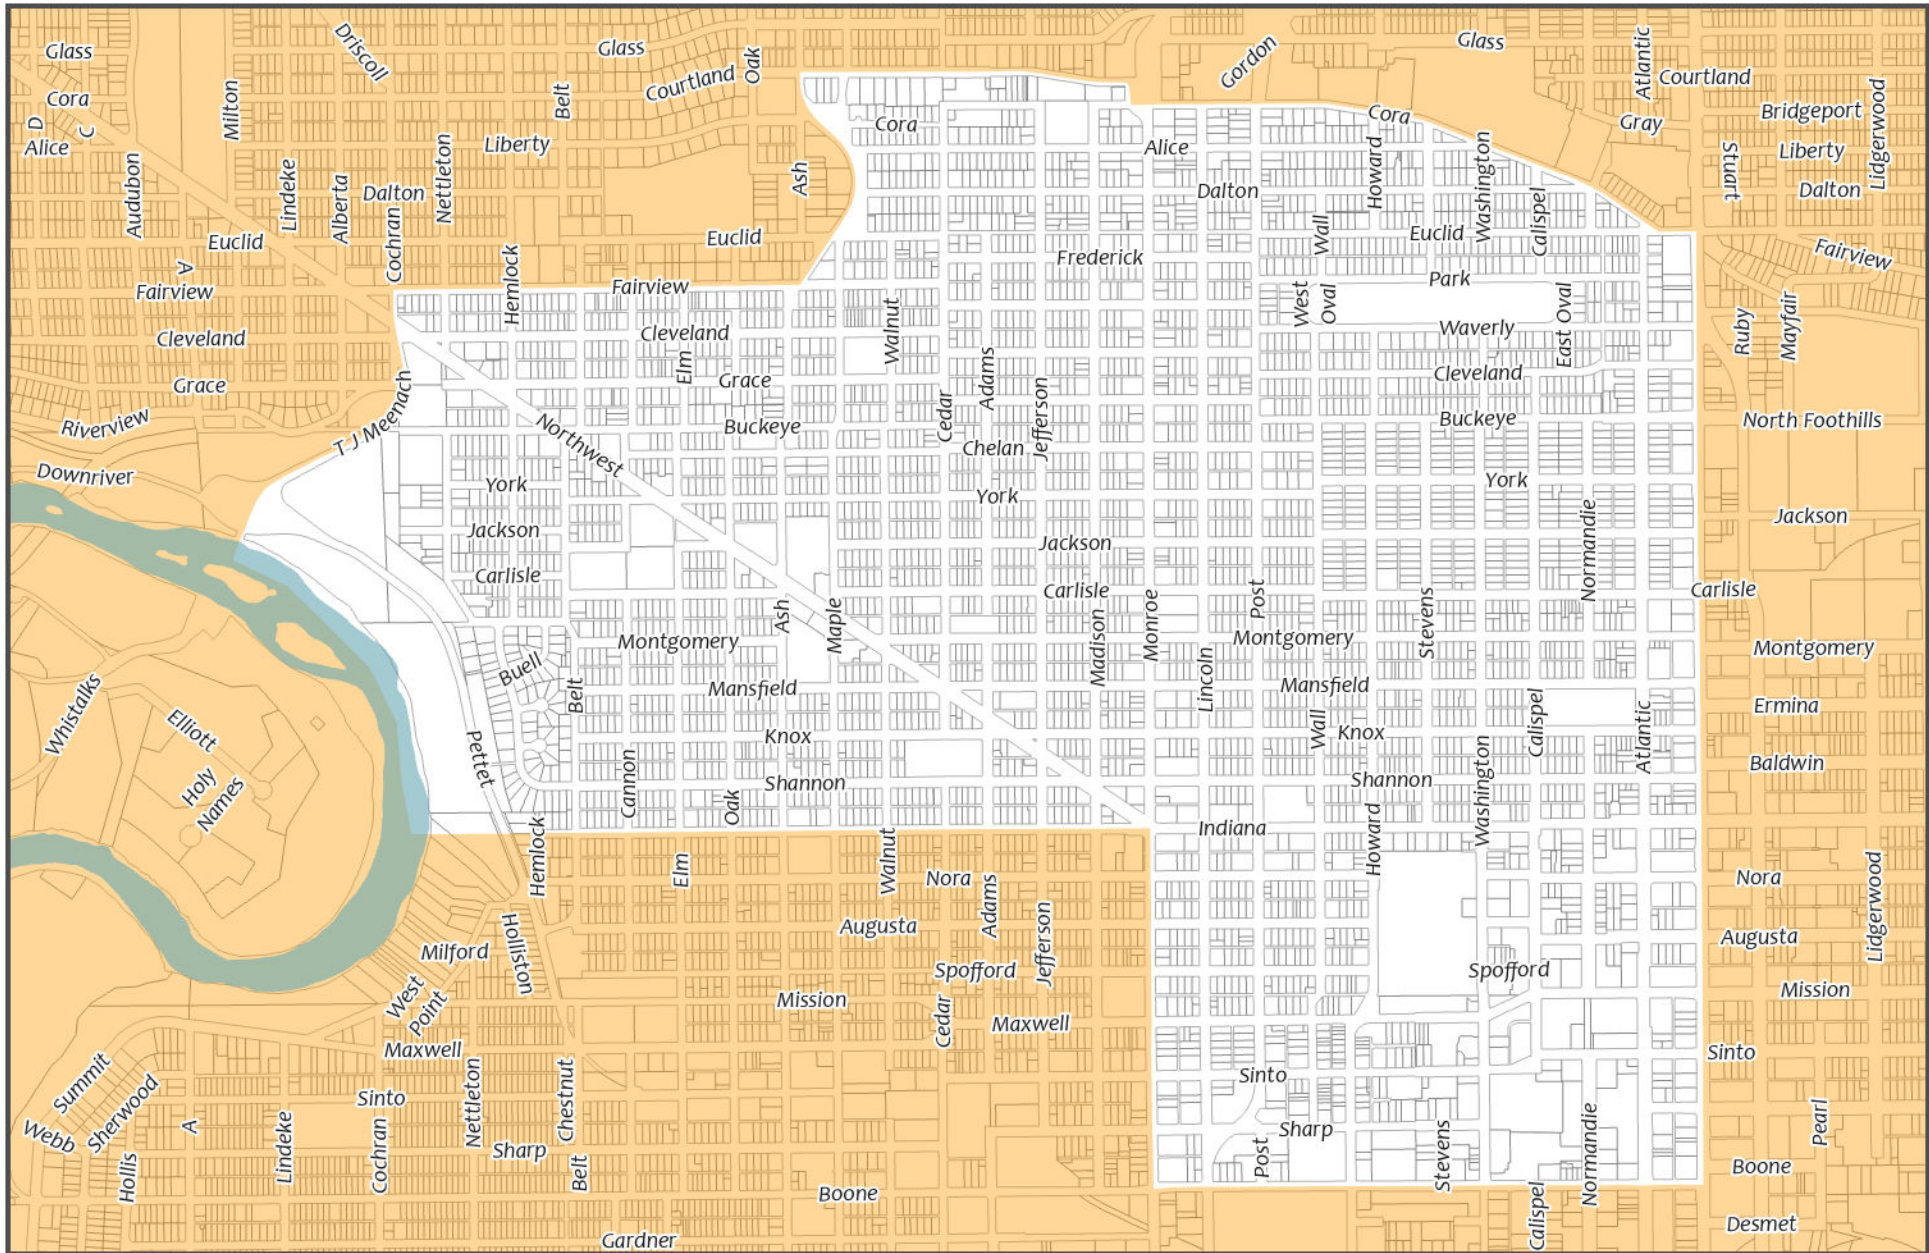 Glass
Driscoll
Glass
Oak
Gordon
Glass
Atlantic
Courtland
Courtland
Cora
Milton
Belt
Cora
Cora
Bridgeport
Lidgerwood
D
C
Alice
Liberty
Alice
Howard
Washington
Gray
Stuart
Liberty
Audubon
Lindeke
Alberta
Dalton
Nettleton
Ash
Dalton
Dalton
Cochran
Euclid
Euclid
Wall
Euclid
Calispel
Fairview
A
Fairview
Hemlock
Fairview
Frederick
Park
West
Oval
East Oval
Ruby
Mayfair
Cleveland
Cleveland
Elm
Walnut
Waverly
Grace
Grace
Adams
Cleveland
Riverview
T J Meenach
Northwest
Buckeye
Cedar
Chelan
Jefferson
Buckeye
North Foothills
Downriver
York
York
York
Jackson
Jackson
Normandie
Jackson
Carlisle
Carlisle
Post
Carlisle
Ash
Maple
Madison
Monroe
Stevens
Montgomery
Montgomery
Montgomery
Buell
Belt
Mansfield
Lincoln
Mansfield
Whistalks
Elliott
Ermina
Pettet
Knox
Wall
Knox
Calispel
Atlantic
Holy
Names
Cannon
Oak
Shannon
Shannon
Washington
Baldwin
Hemlock
Indiana
Howard
Elm
Walnut
Nora
Adams
Nora
Lidgerwood
Holliston
Augusta
Jefferson
Augusta
Milford
Spofford
Spofford
West
Point
Mission
Cedar
Mission
Maxwell
Maxwell
Sinto
Summit
Sherwood
Webb
Nettleton
Chestnut
Sinto
Sinto
A
Lindeke
Cochran
Sharp
Sharp
Stevens
Normandie
Pearl
Hollis
Belt
Post
Boone
Boone
Calispel
Desmet
Gardner